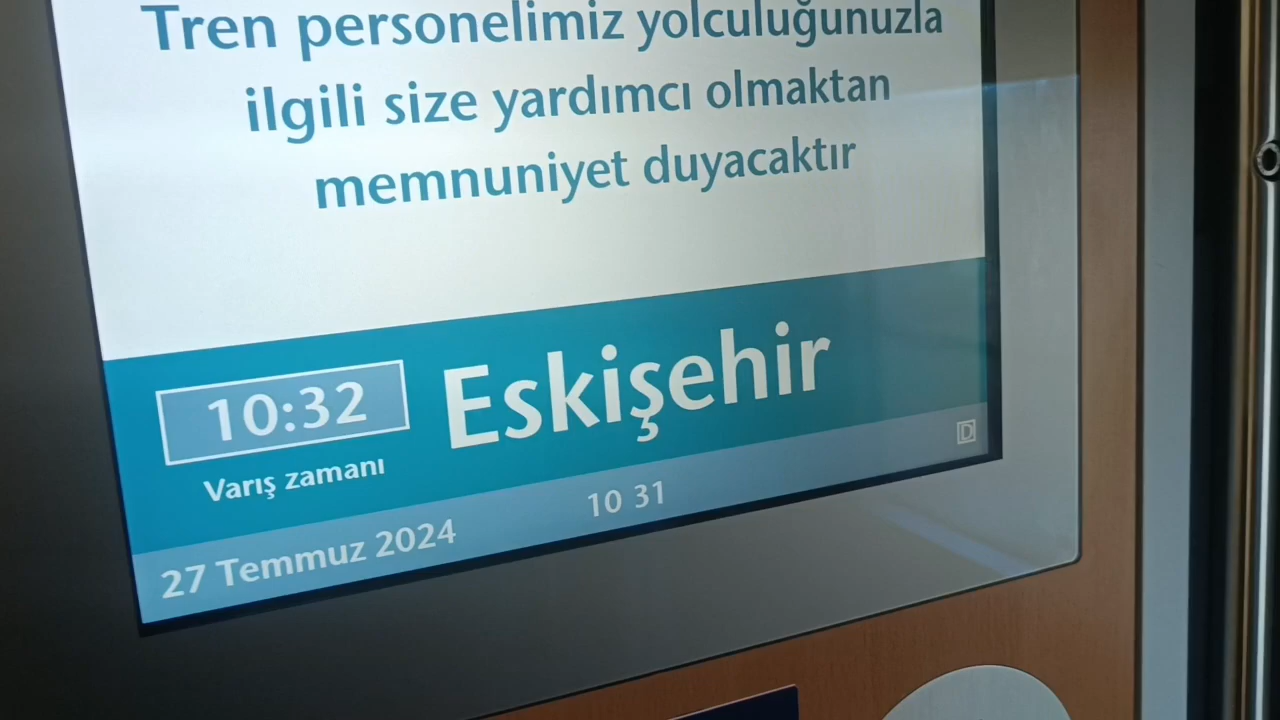 Tren personelimiz yolculuğunuzla
ilgili size yardımcı olmaktan
memnuniyet duyacaktır
10:32
Eskişehir
Varış zamanı
27 Temmuz 2024
10 31
D